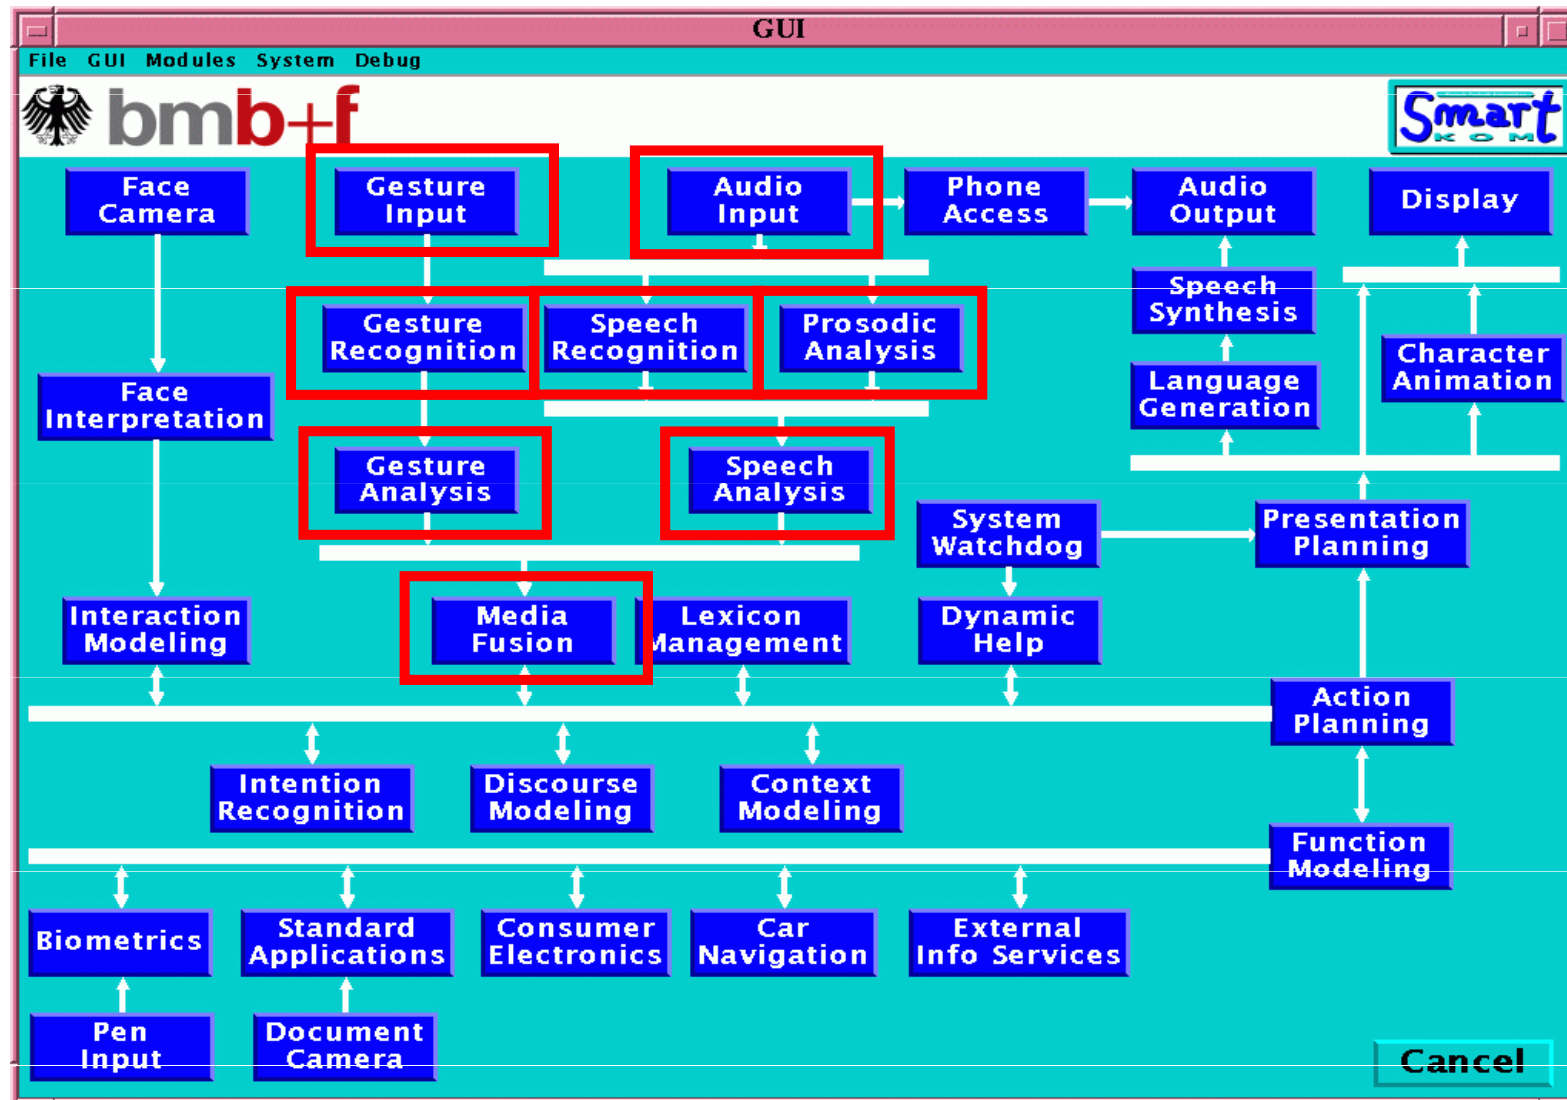 GUI
File GUI Modules System Debug
bmb+f
Smart
KOM
Face
Camera
Gesture
Input
Audio
Input
Phone
Access
Audio
Output
Display
Gesture
Recognition
Speech
Recognition
Prosodic
Analysis
Speech
Synthesis
Character
Animation
Face
Interpretation
Language
Generation
Gesture
Analysis
Speech
Analysis
System
Watchdog
Presentation
Planning
Interaction
Modeling
Media
Fusion
Lexicon
Management
Dynamic
Help
Action
Planning
Intention
Recognition
Discourse
Modeling
Context
Modeling
Function
Modeling
Biometrics
Standard
Applications
Consumer
Electronics
Car
Navigation
External
Info Services
Pen
Input
Document
Camera
Cancel